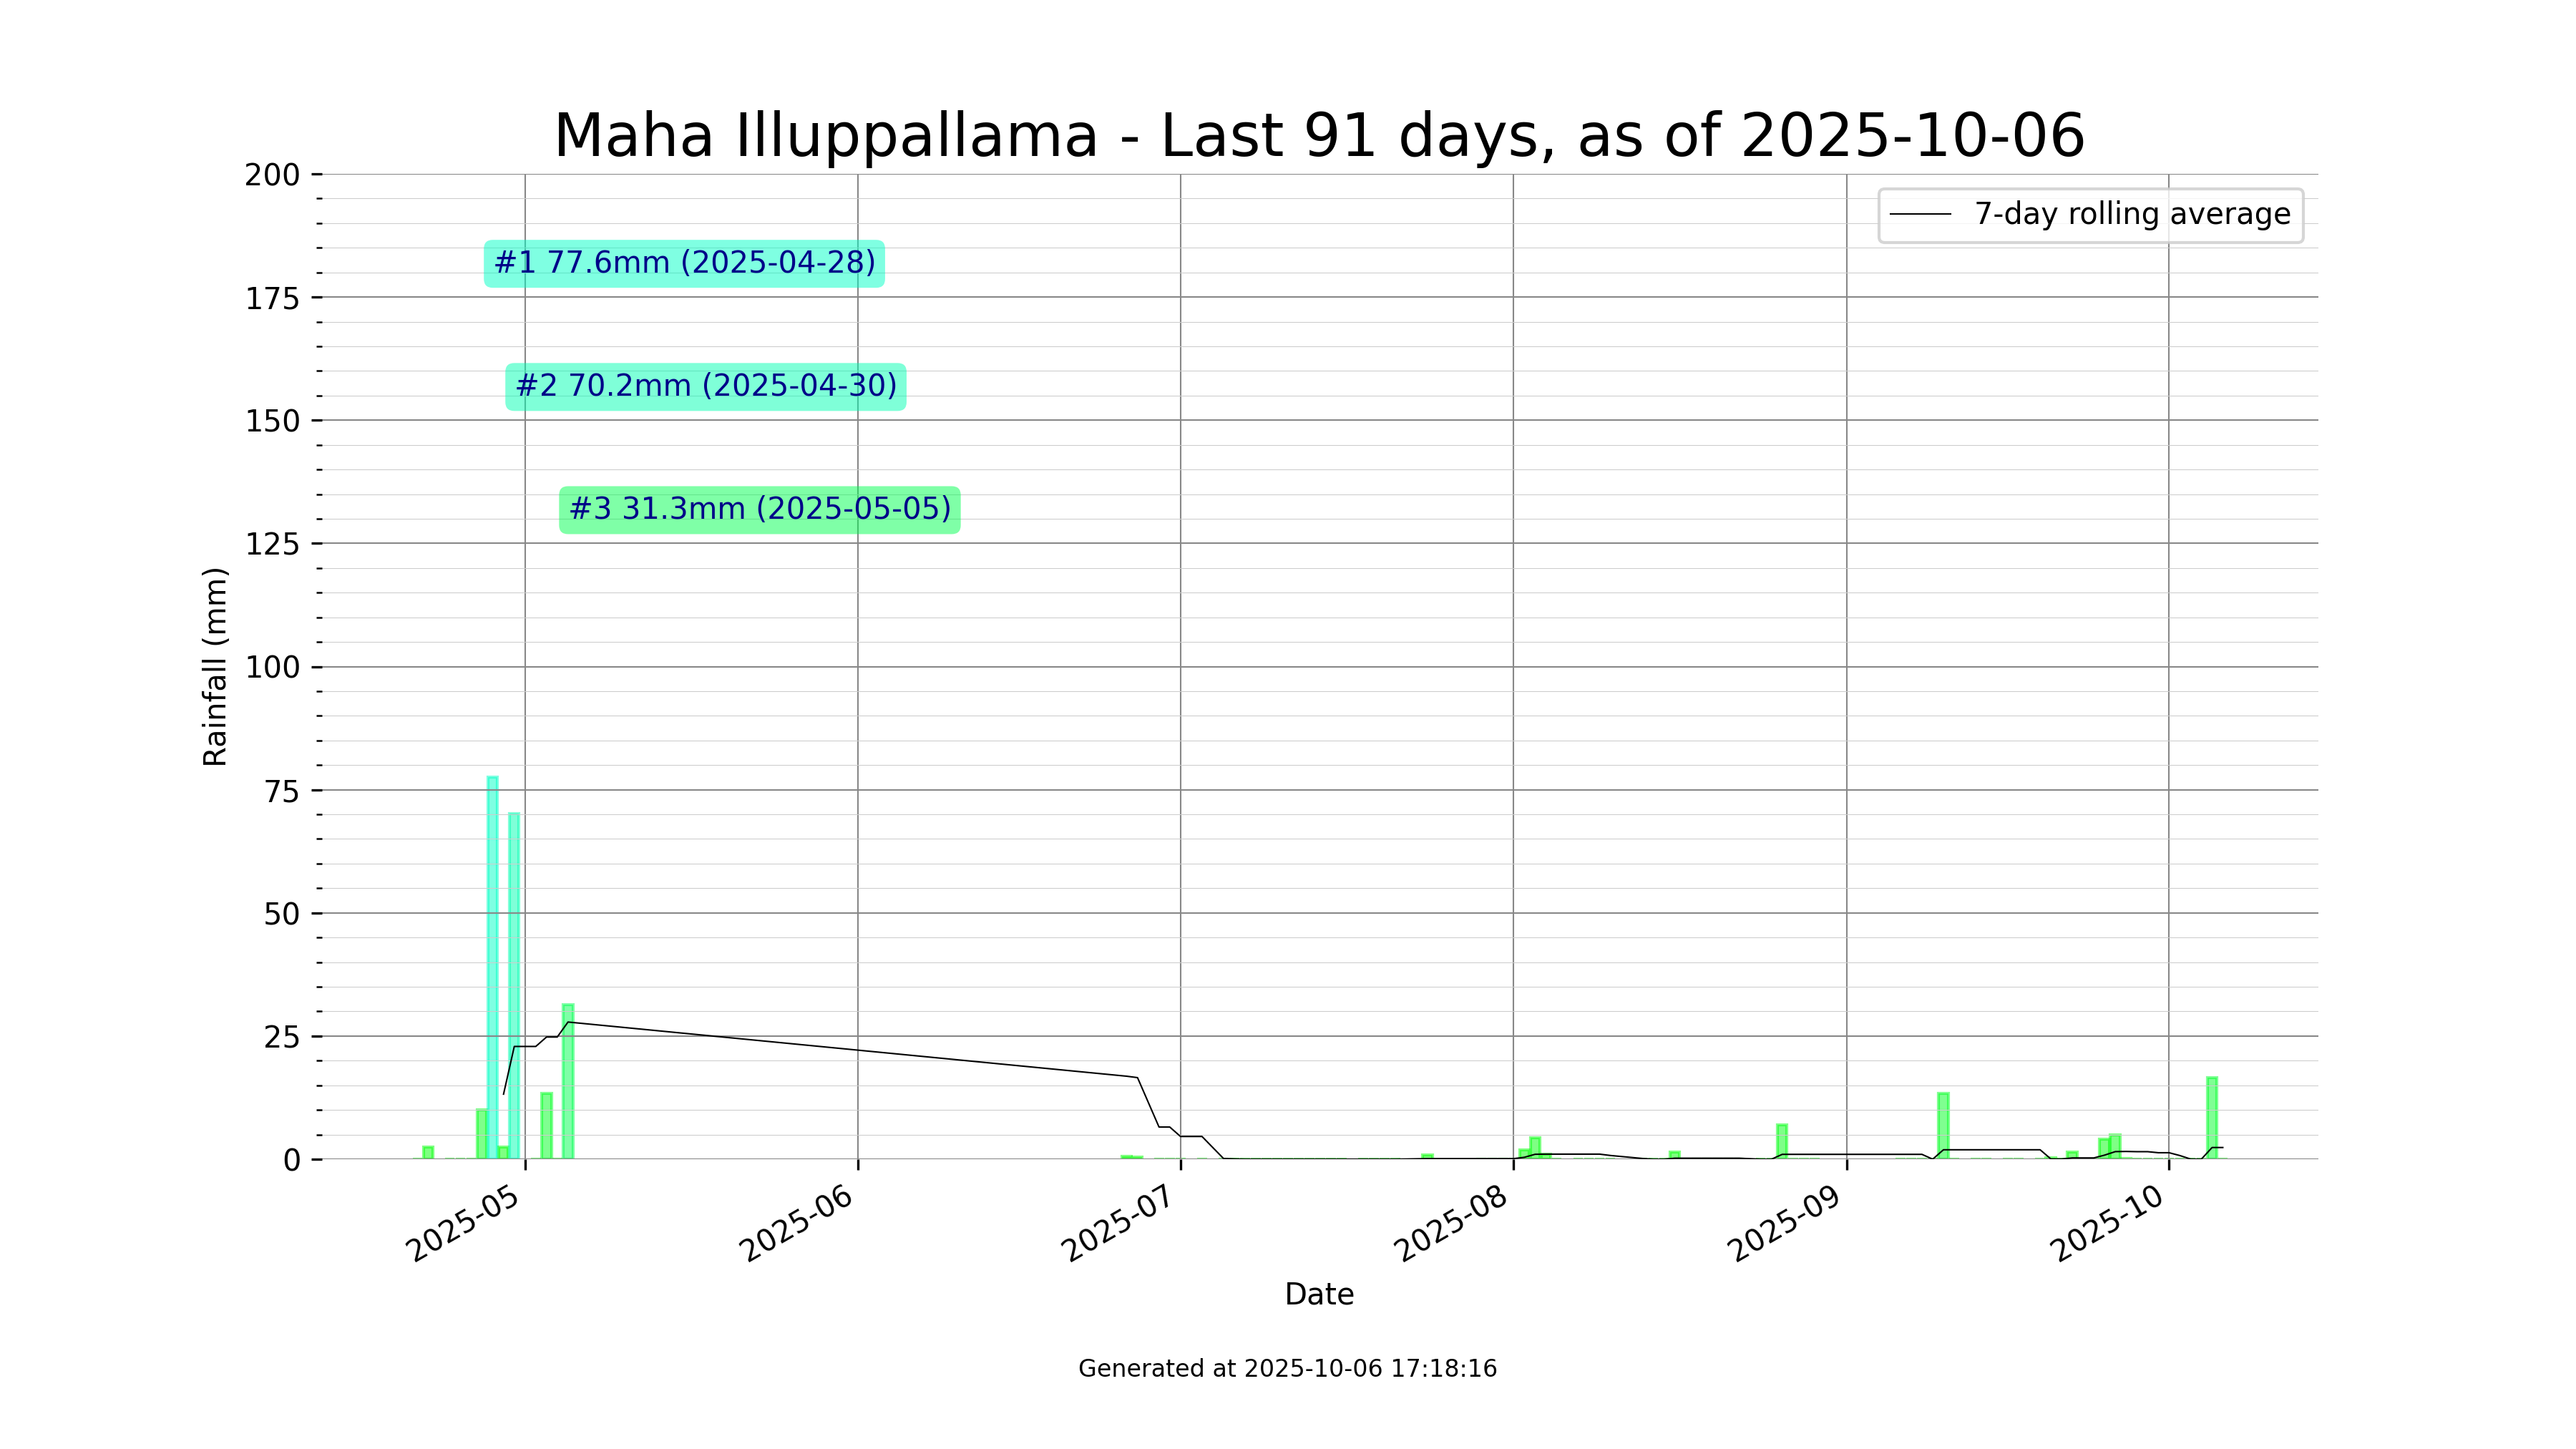 Maha Illuppallama - Last 91 days, as of 2025-10-06
7-day rolling average
#1 77.6mm (2025-04-28)
#2 70.2mm (2025-04-30)
#3 31.3mm (2025-05-05)
Rainfall (mm)
200
175
150
125
100
75
50
25
0
2025-05
2025-06
2025-07
2025-08
2025-09
2025-10
Date
Generated at 2025-10-06 17:18:16